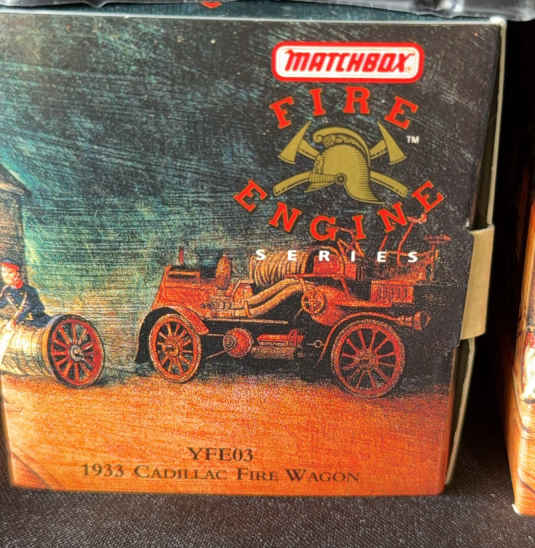 MATCHBOX
FIRE
TM
ENGINE
SERIES
YFE03
1933 CADILLAC FIRE WAGON